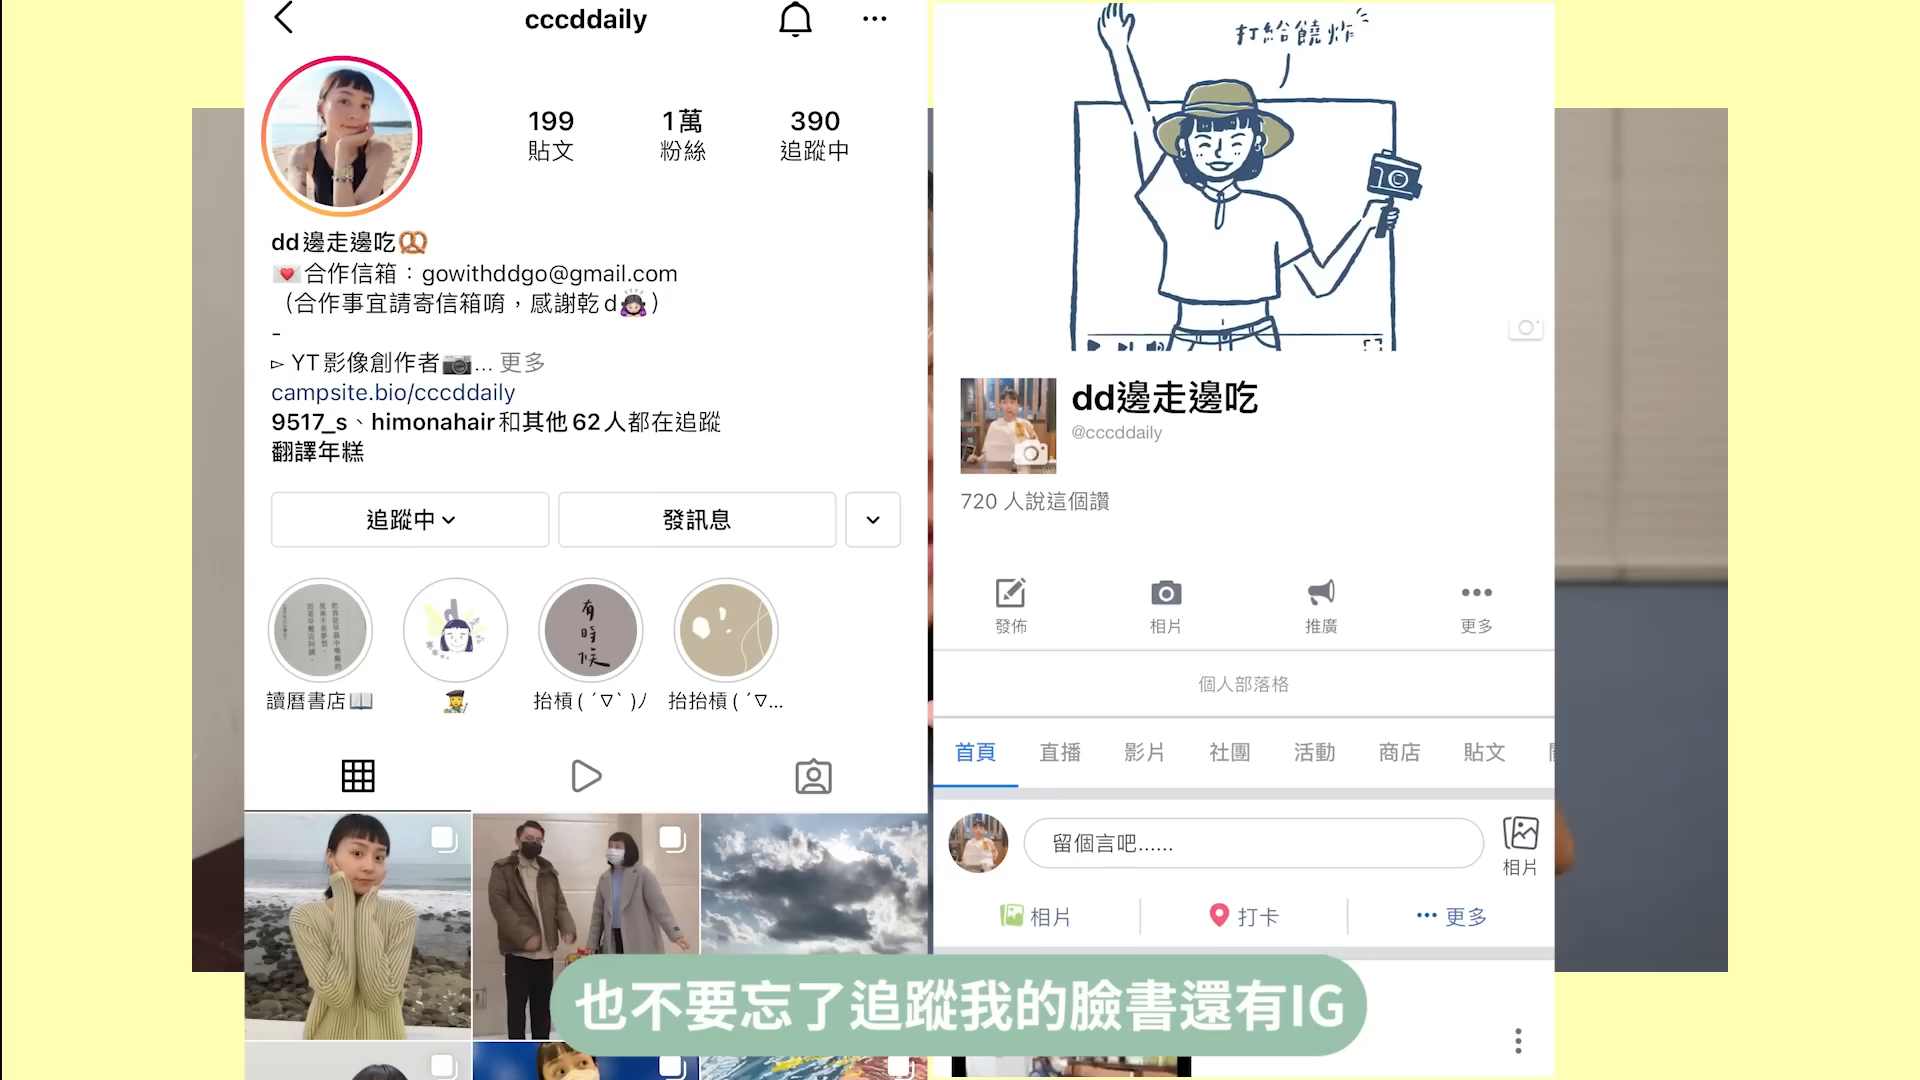 cccddaily
199
貼文
1萬
粉絲
390
追蹤中
dd邊走邊吃🥨
💌合作信箱：gowithddgo@gmail.com
（合作事宜請寄信箱唷，感謝乾d🙇🏻‍♀️）
-
▻ YT影像創作者📷... 更多
campsite.bio/cccddaily
9517_s、himonahair和其他 62 人都在追蹤
翻譯年糕
追蹤中
發訊息
有時候
讀曆書店📖
👩‍🎨
抬槓 ( ´∇` )ﾉ
抬抬槓 ( ´∇...
打給饒炸
dd邊走邊吃
@cccddaily
720 人說這個讚
發佈
相片
推廣
更多
個人部落格
首頁
直播
影片
社團
活動
商店
貼文
留個言吧......
相片
相片
打卡
更多
也不要忘了追蹤我的臉書還有IG